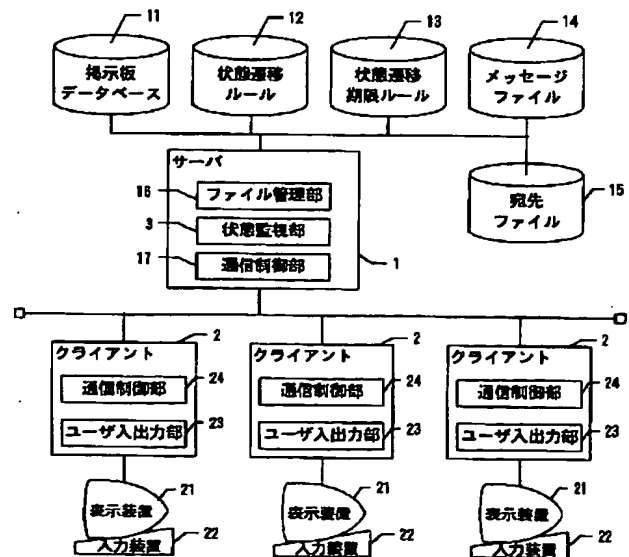 11
12
13
14
掲示板
データベース
状態遷移
ルール
状態遷移
期限ルール
メッセージ
ファイル
サーバ
16
ファイル管理部
3
状態監視部
17
通信制御部
1
宛先
ファイル
15
2
クライアント
通信制御部
24
ユーザ入出力部
23
21
表示装置
22
入力装置
2
クライアント
通信制御部
24
ユーザ入出力部
23
21
表示装置
22
入力装置
2
クライアント
通信制御部
24
ユーザ入出力部
23
21
表示装置
22
入力装置